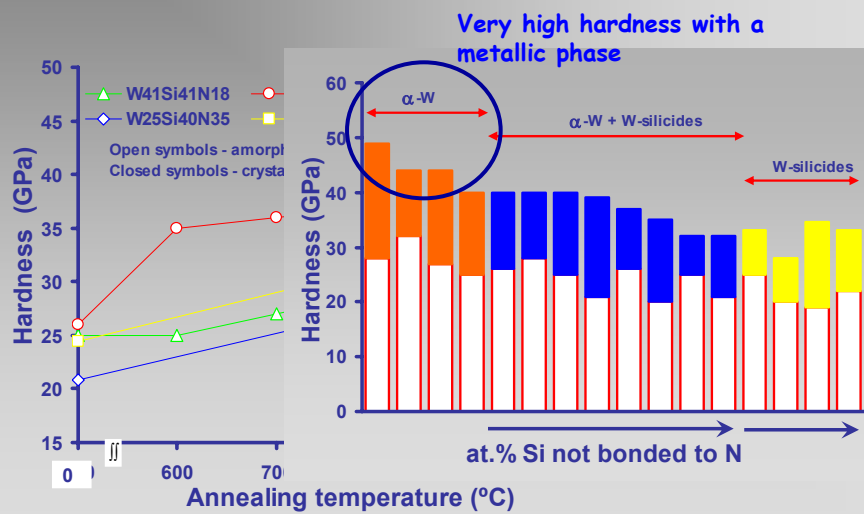 Very high hardness with a
metallic phase
50
45
40
35
30
25
20
15
Hardness (GPa)
W41Si41N18
W25Si40N35
Open symbols - amorph
Closed symbols - crysta
0
600
Annealing temperature (ºC)
60
50
40
30
20
10
0
Hardness (GPa)
α-W
α-W + W-silicides
W-silicides
at.% Si not bonded to N